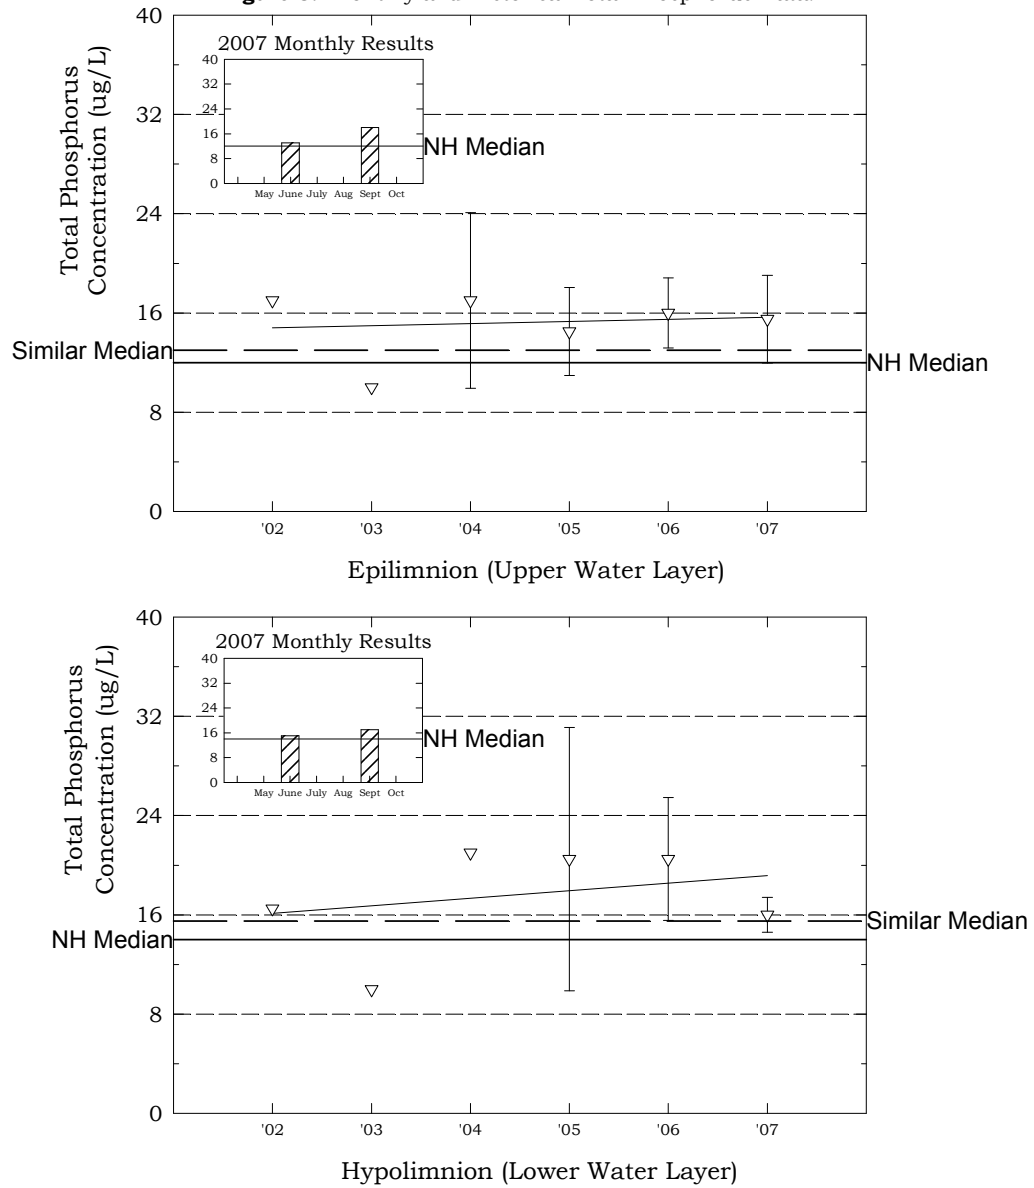 2007 Monthly Results
40
32
24
16
8
0
NH Median
May June July Aug Sept Oct
Total Phosphorus
Concentration (ug/L)
40
32
24
16
8
0
Similar Median
NH Median
'02 '03 '04 '05 '06 '07
Epilimnion (Upper Water Layer)
2007 Monthly Results
40
32
24
16
8
0
NH Median
May June July Aug Sept Oct
Total Phosphorus
Concentration (ug/L)
40
32
24
16
8
0
Similar Median
NH Median
'02 '03 '04 '05 '06 '07
Hypolimnion (Lower Water Layer)